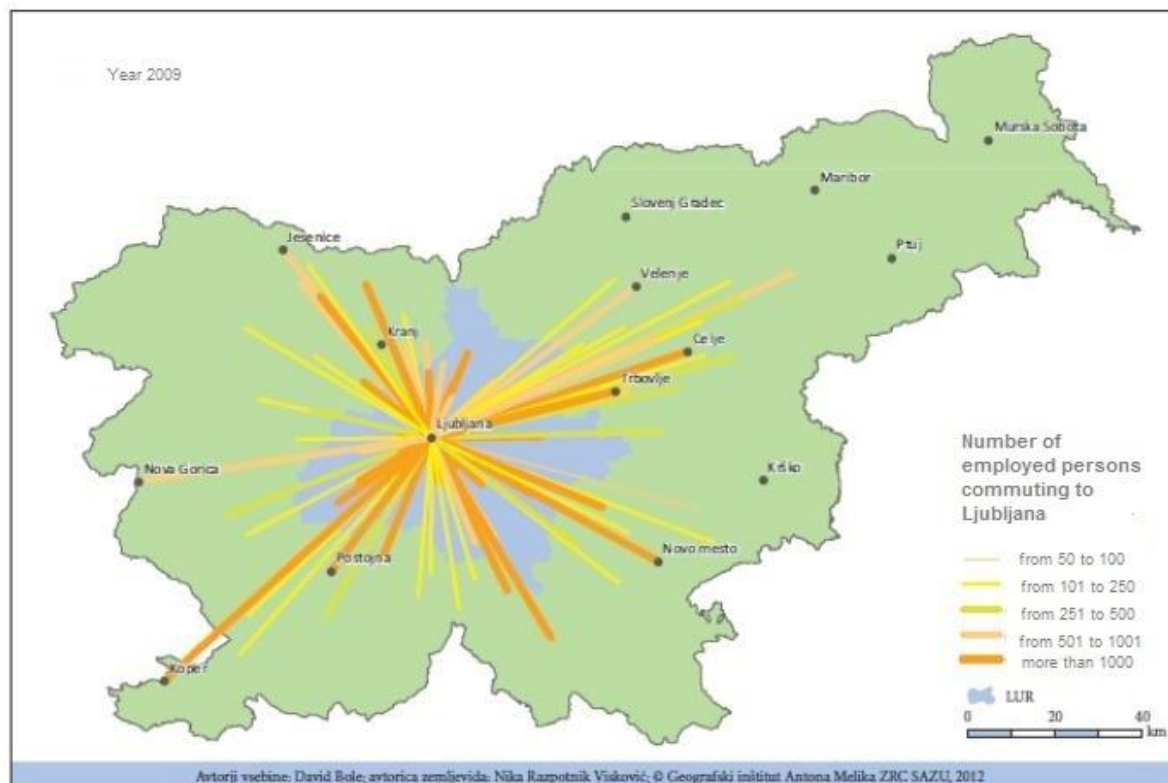 Year 2009
Murska Sobota
Maribor
Slovenj Gradec
Jesenice
Ptuj
Velenje
Kranj
Celje
Trbovlje
Ljubljana
Nova Gorica
Krško
Novo mesto
Postojna
Koper
Number of
employed persons
commuting to
Ljubljana
from 50 to 100
from 101 to 250
from 251 to 500
from 501 to 1001
more than 1000
LUR
0 20 40
km
Avtorji vsebine: David Bole; avtorica zemljevida: Nika Razpotnik Visković; © Geografski inštitut Antona Melika ZRC SAZU, 2012